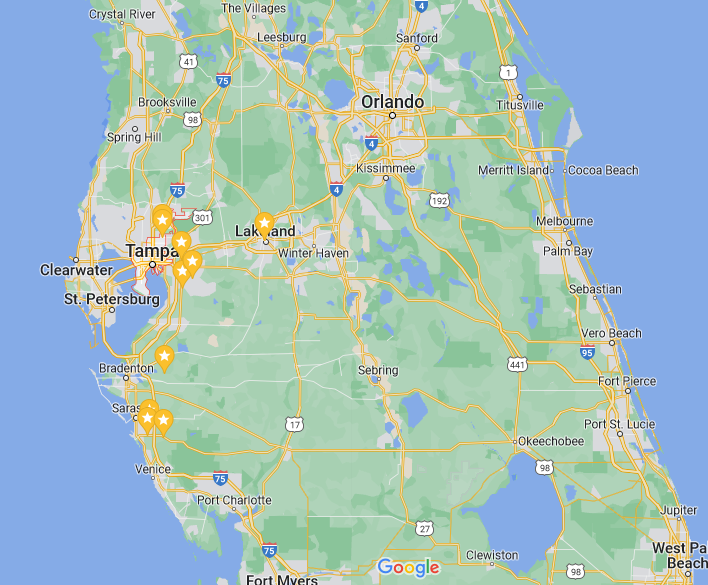 The Villages
4
Crystal River
Leesburg
Sanford
41
75
1
Brooksville
Orlando
Titusville
98
Spring Hill
4
Kissimmee
Merritt Island
Cocoa Beach
75
4
192
301
Lakeland
Melbourne
Tampa
Winter Haven
Palm Bay
Clearwater
St. Petersburg
Sebastian
Vero Beach
95
Bradenton
Sebring
441
Fort Pierce
Saras
17
Port St. Lucie
Okeechobee
Venice
98
75
Port Charlotte
Jupiter
27
75
Clewiston
West Pa
Beach
Google
98
Fort Myers